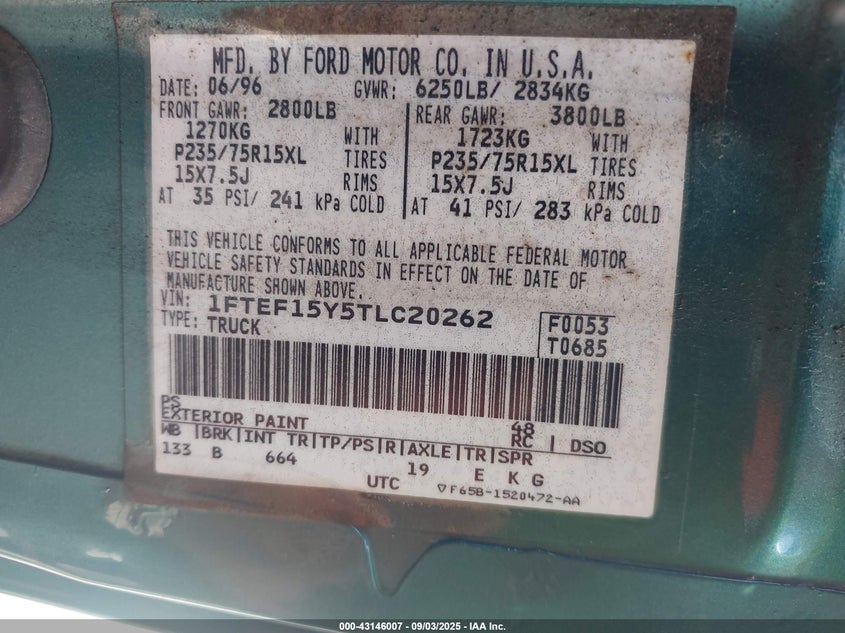 MFD. BY FORD MOTOR CO. IN U.S.A.
DATE: 06/96 GVWR: 6250LB/ 2834KG
FRONT GAWR: 2800LB REAR GAWR: 3800LB
1270KG WITH 1723KG WITH
P235/75R15XL TIRES P235/75R15XL TIRES
15X7.5J RIMS 15X7.5J RIMS
AT 35 PSI/ 241 kPa COLD AT 41 PSI/ 283 kPa COLD
THIS VEHICLE CONFORMS TO ALL APPLICABLE FEDERAL MOTOR
VEHICLE SAFETY STANDARDS IN EFFECT ON THE DATE OF
MANUFACTURE SHOWN ABOVE.
VIN: 1FTEF15Y5TLC20262 F0053
TYPE: TRUCK T0685
PS 48
EXTERIOR PAINT RC DSO
WB BRK INT TR TP/PS R AXLE TR SPR
133 B 664 19 E K G
UTC F65B-1520472-AA
000-43146007 - 09/03/2025 - IAA Inc.